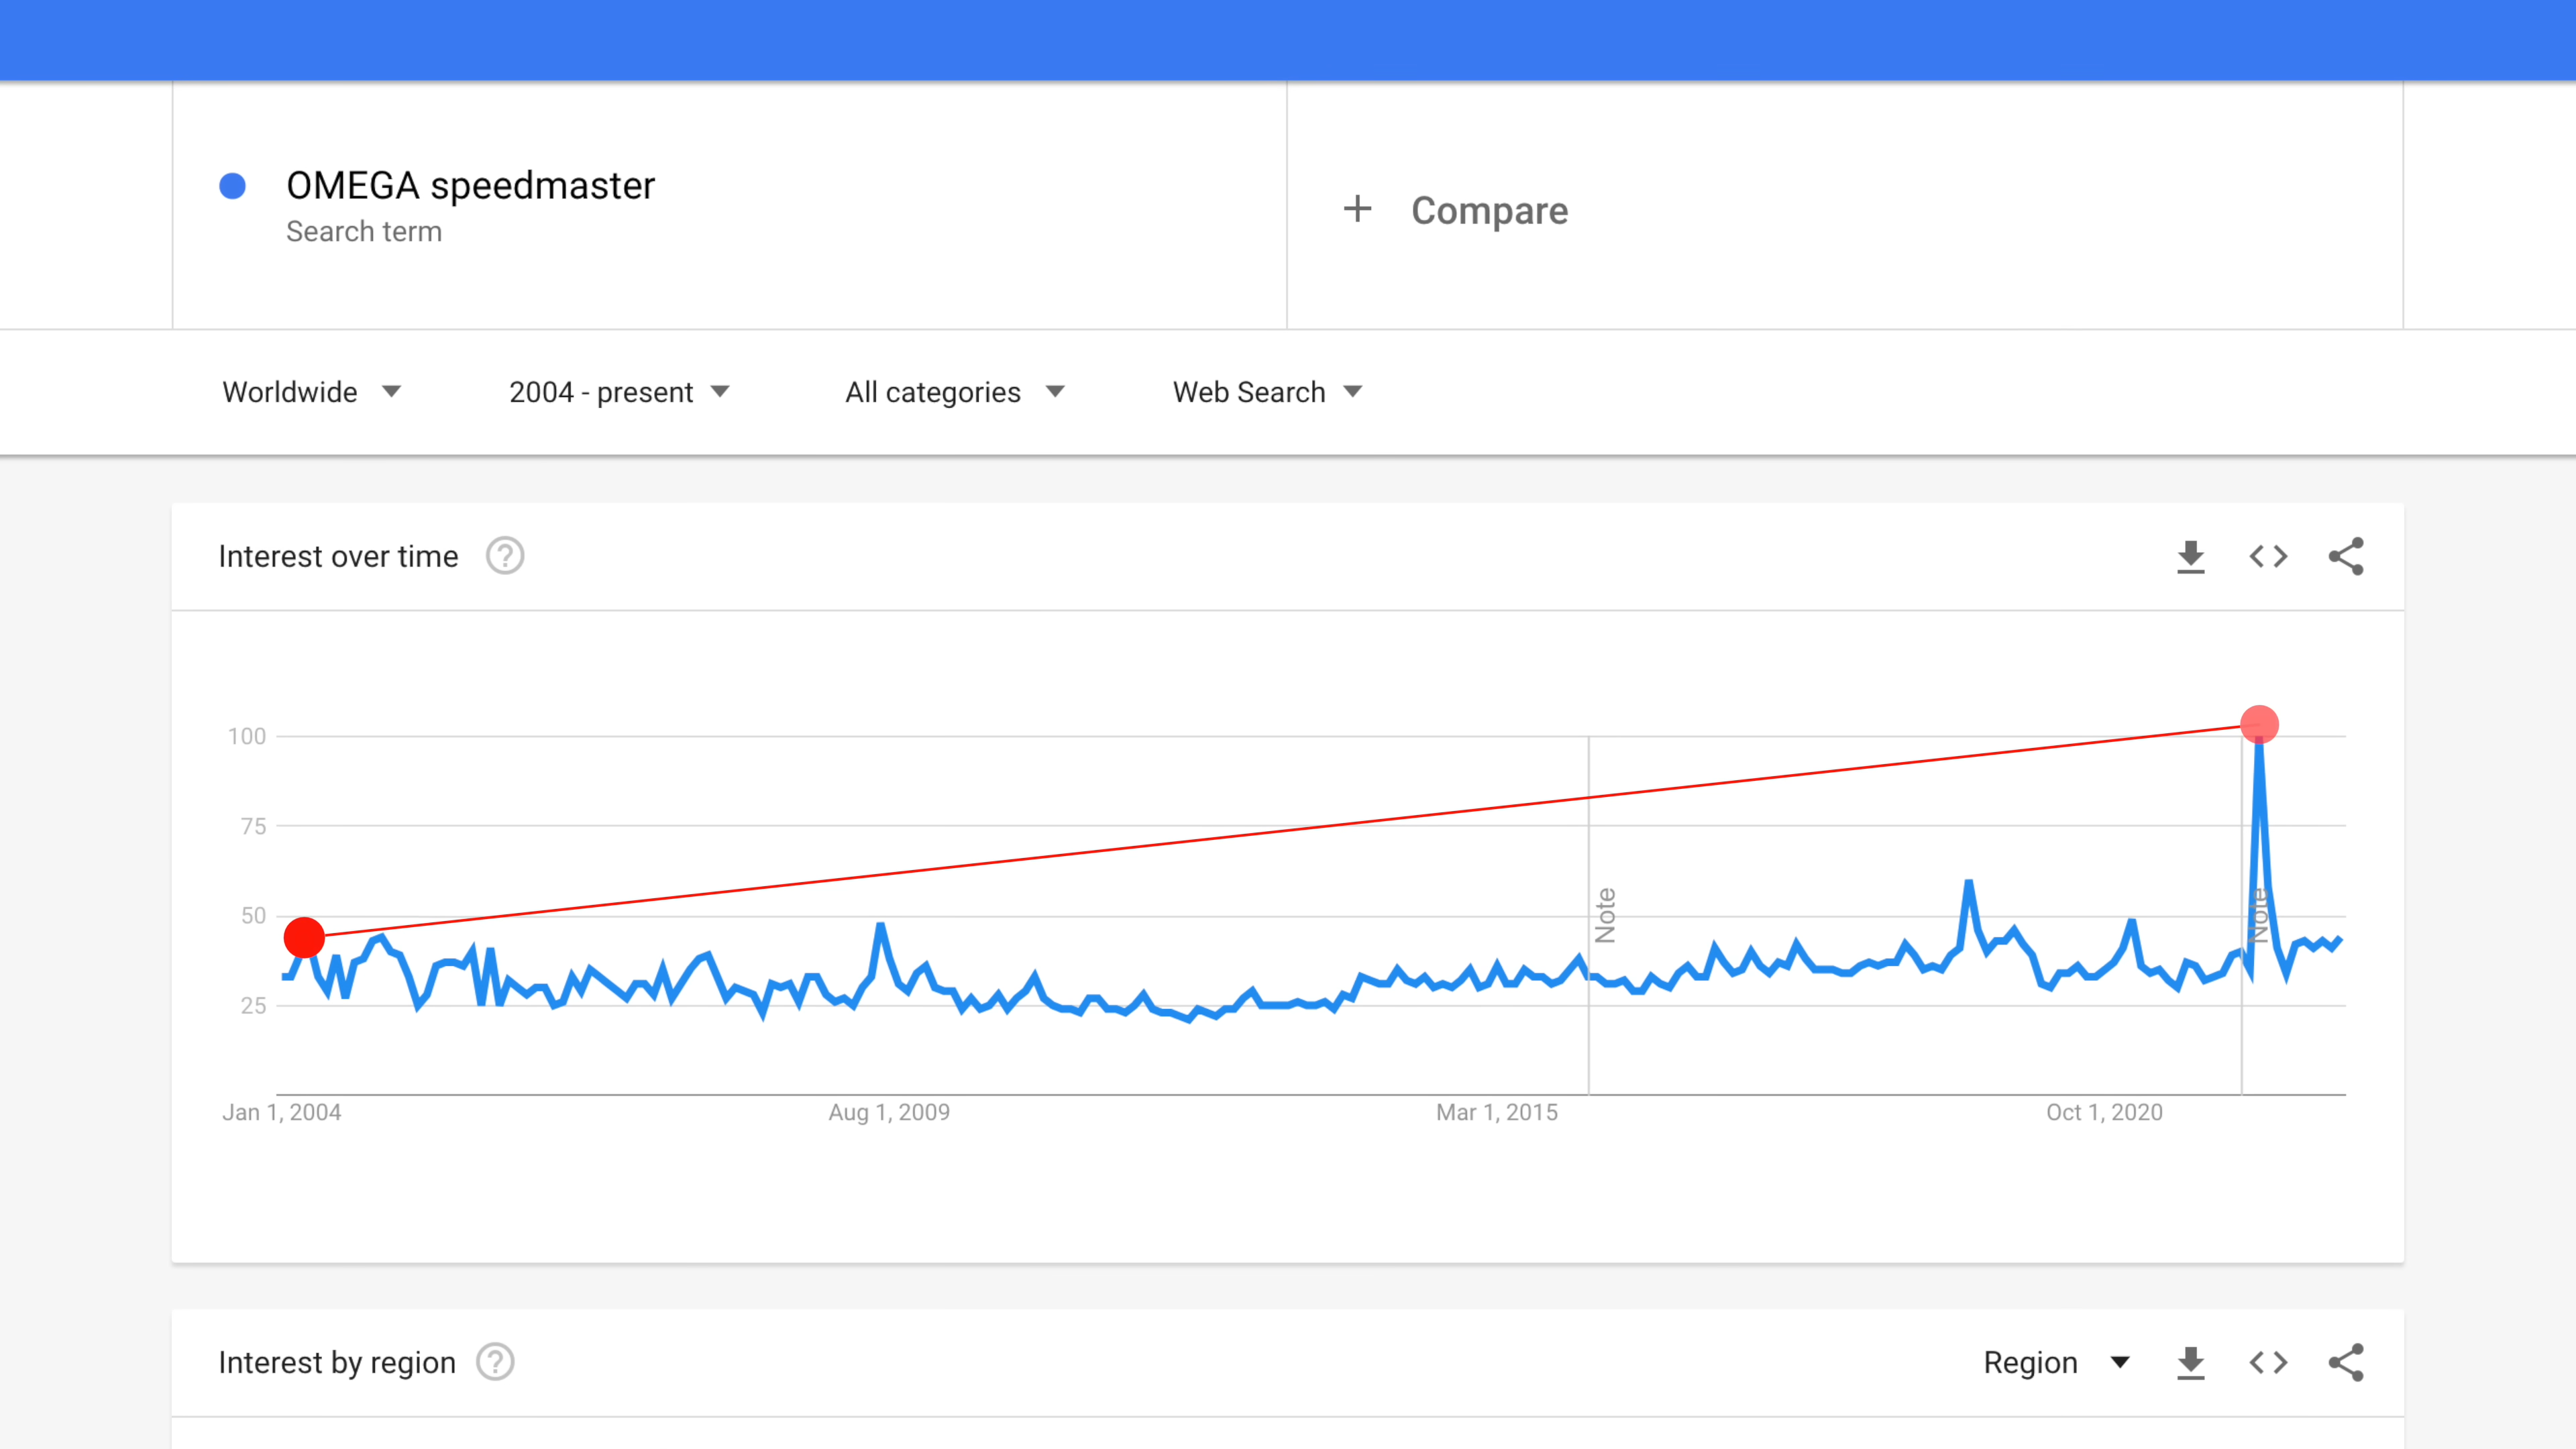 OMEGA speedmaster
Search term
+ Compare
Worldwide
2004 - present
All categories
Web Search
Interest over time
?
100
75
50
25
Note
Note
Jan 1, 2004
Aug 1, 2009
Mar 1, 2015
Oct 1, 2020
Interest by region
?
Region